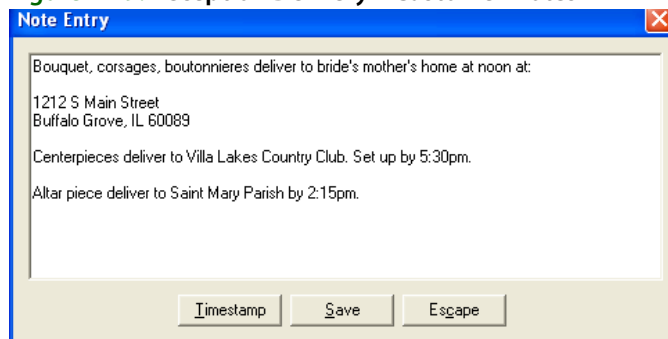 Note Entry
Bouquet, corsages, boutonnieres deliver to bride's mother's home at noon at:
1212 S Main Street
Buffalo Grove, IL 60089
Centerpieces deliver to Villa Lakes Country Club. Set up by 5:30pm.
Altar piece deliver to Saint Mary Parish by 2:15pm.
Timestamp Save Escape